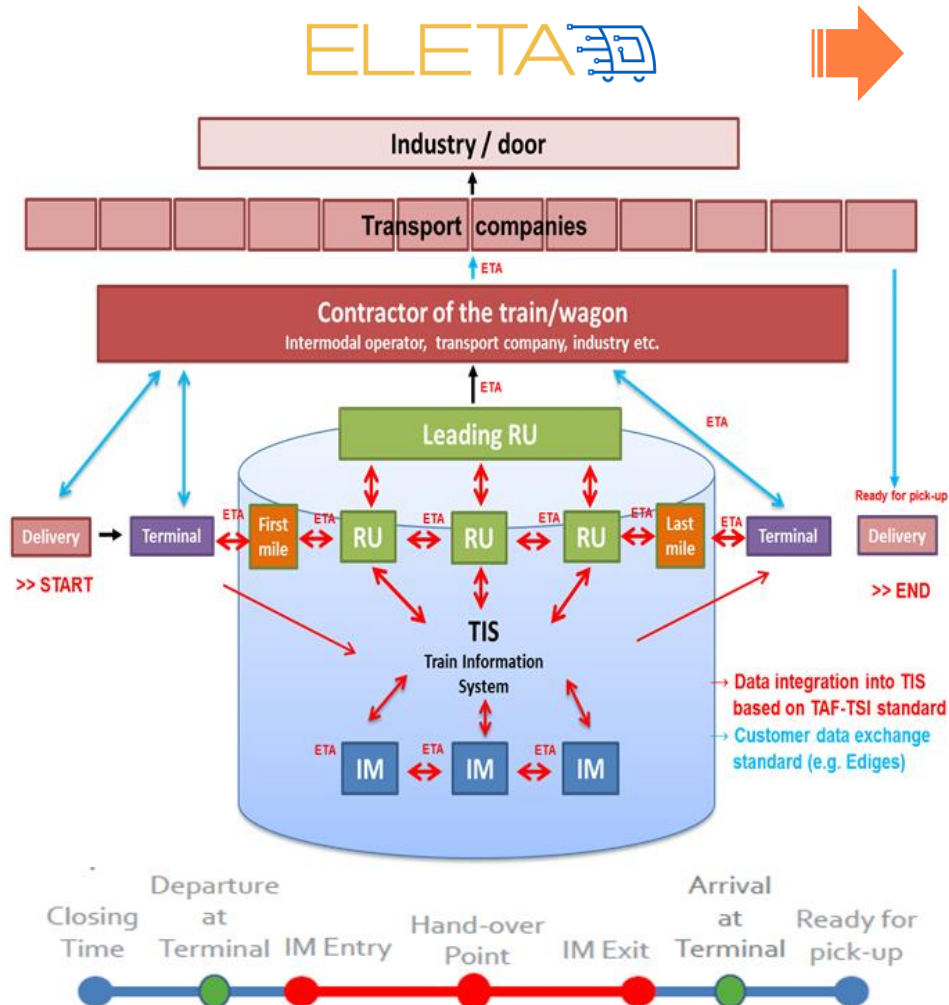 ELETA
Industry / door
Transport companies
ETA
Contractor of the train/wagon
Intermodal operator, transport company, industry etc.
ETA
ETA
Leading RU
Ready for pick-up
Delivery
Terminal
ETA
First
mile
ETA
RU
ETA
RU
ETA
RU
ETA
Last
mile
ETA
Terminal
Delivery
>> START
>> END
TIS
Train Information
System
→ Data integration into TIS
based on TAF-TSI standard
→ Customer data exchange
standard (e.g. Ediges)
ETA
IM
ETA
IM
ETA
IM
Closing
Time
Departure
at
Terminal
IM Entry
Hand-over
Point
IM Exit
Arrival
at
Terminal
Ready for
pick-up